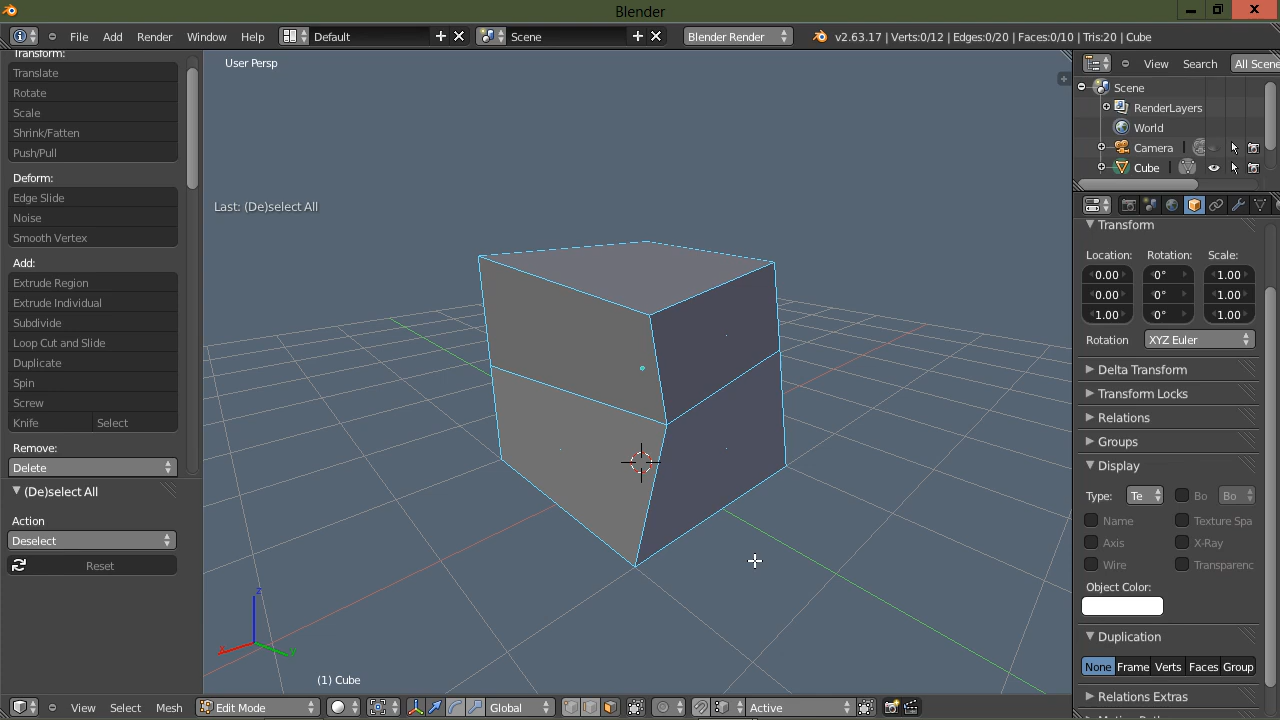 Blender
File Add Render Window Help Default Scene Blender Render v2.63.17 | Verts:0/12 | Edges:0/20 | Faces:0/10 | Tris:20 | Cube
Transform:
Translate
Rotate
Scale
Shrink/Fatten
Push/Pull
Deform:
Edge Slide
Noise
Smooth Vertex
Add:
Extrude Region
Extrude Individual
Subdivide
Loop Cut and Slide
Duplicate
Spin
Screw
Knife Select
Remove:
Delete
(De)select All
Action
Deselect
Reset
User Persp
Last: (De)select All
z
x
y
(1) Cube
View Select Mesh Edit Mode Global Active
View Search All Scene
Scene
RenderLayers
World
Camera
Cube
Transform
Location: Rotation: Scale:
0.00 0° 1.00
0.00 0° 1.00
1.00 0° 1.00
Rotation XYZ Euler
Delta Transform
Transform Locks
Relations
Groups
Display
Type: Te Bo Bo
Name Texture Spa
Axis X-Ray
Wire Transparenc
Object Color:
Duplication
None Frame Verts Faces Group
Relations Extras